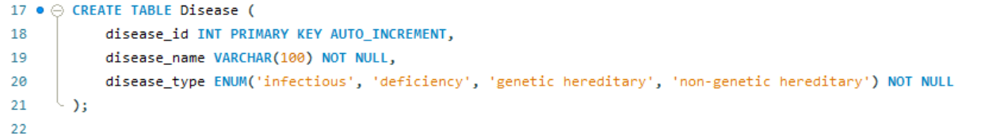 17 CREATE TABLE Disease (
18 disease_id INT PRIMARY KEY AUTO_INCREMENT,
19 disease_name VARCHAR(100) NOT NULL,
20 disease_type ENUM('infectious', 'deficiency', 'genetic hereditary', 'non-genetic hereditary') NOT NULL
21 );
22